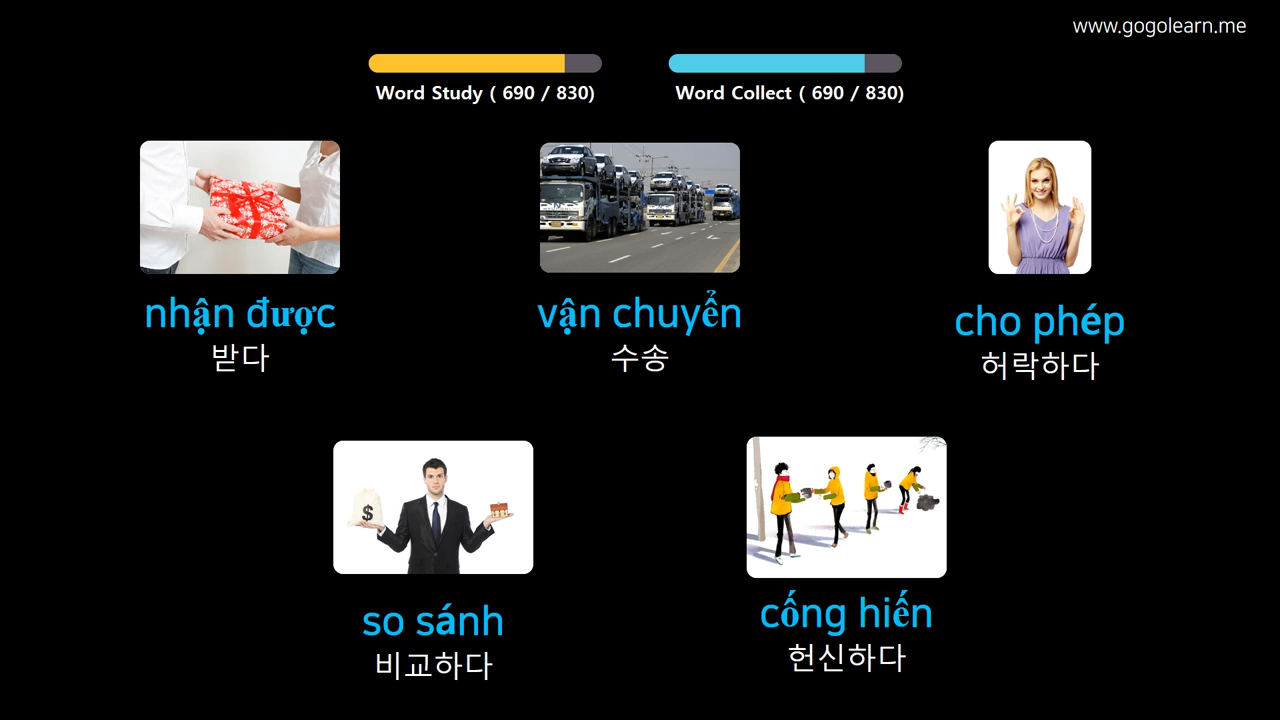 www.gogolearn.me
Word Study ( 690 / 830)
Word Collect ( 690 / 830)
nhận được
받다
vận chuyển
수송
cho phép
허락하다
so sánh
비교하다
cống hiến
헌신하다
$